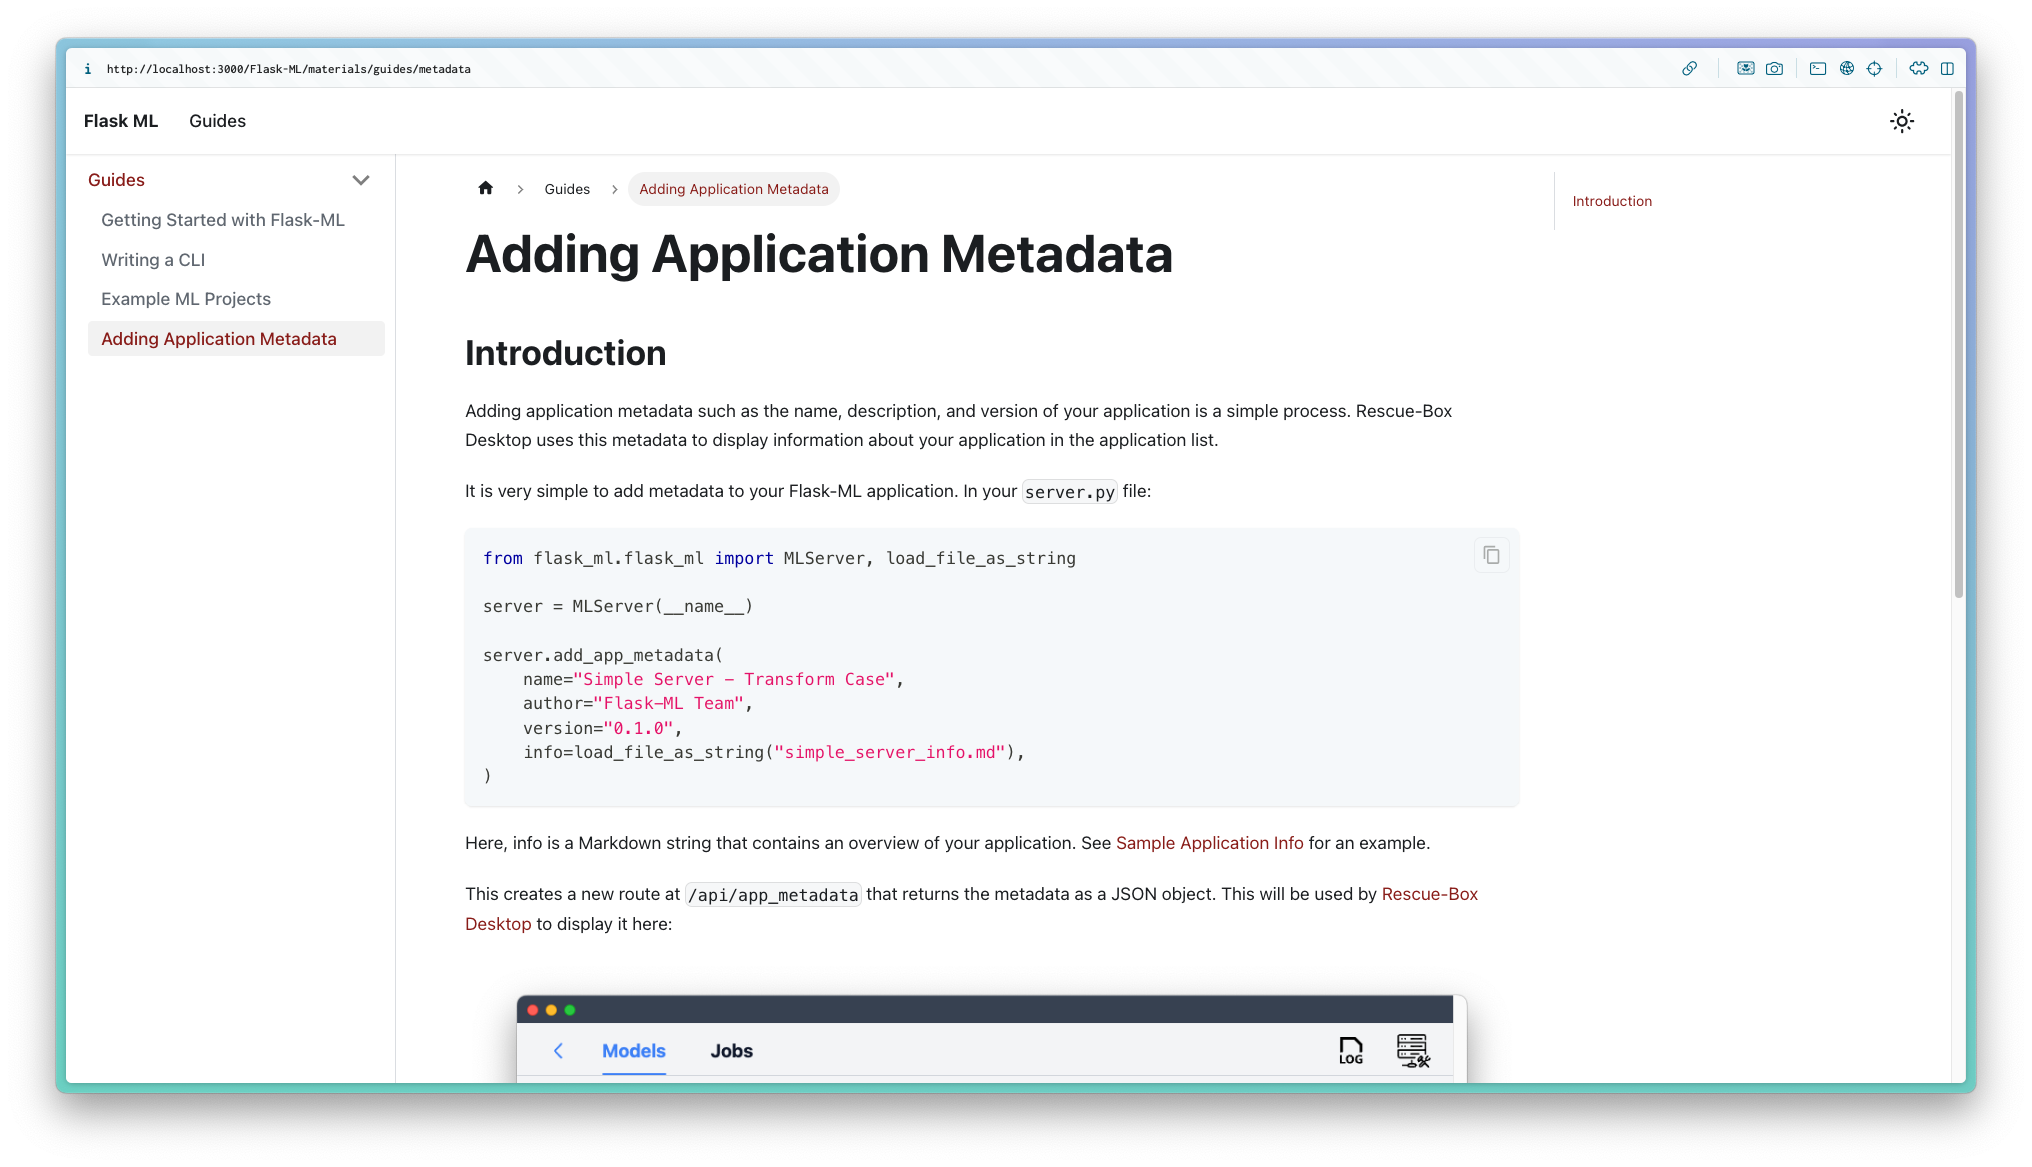 i http://localhost:3000/Flask-ML/materials/guides/metadata
Flask ML Guides
Guides
Getting Started with Flask-ML
Writing a CLI
Example ML Projects
Adding Application Metadata
Guides > Adding Application Metadata
Adding Application Metadata
Introduction
Adding application metadata such as the name, description, and version of your application is a simple process. Rescue-Box
Desktop uses this metadata to display information about your application in the application list.
It is very simple to add metadata to your Flask-ML application. In your server.py file:
from flask_ml.flask_ml import MLServer, load_file_as_string
server = MLServer(__name__)
server.add_app_metadata(
    name="Simple Server - Transform Case",
    author="Flask-ML Team",
    version="0.1.0",
    info=load_file_as_string("simple_server_info.md"),
)
Here, info is a Markdown string that contains an overview of your application. See Sample Application Info for an example.
This creates a new route at /api/app_metadata that returns the metadata as a JSON object. This will be used by Rescue-Box
Desktop to display it here:
Models Jobs LOG
Introduction